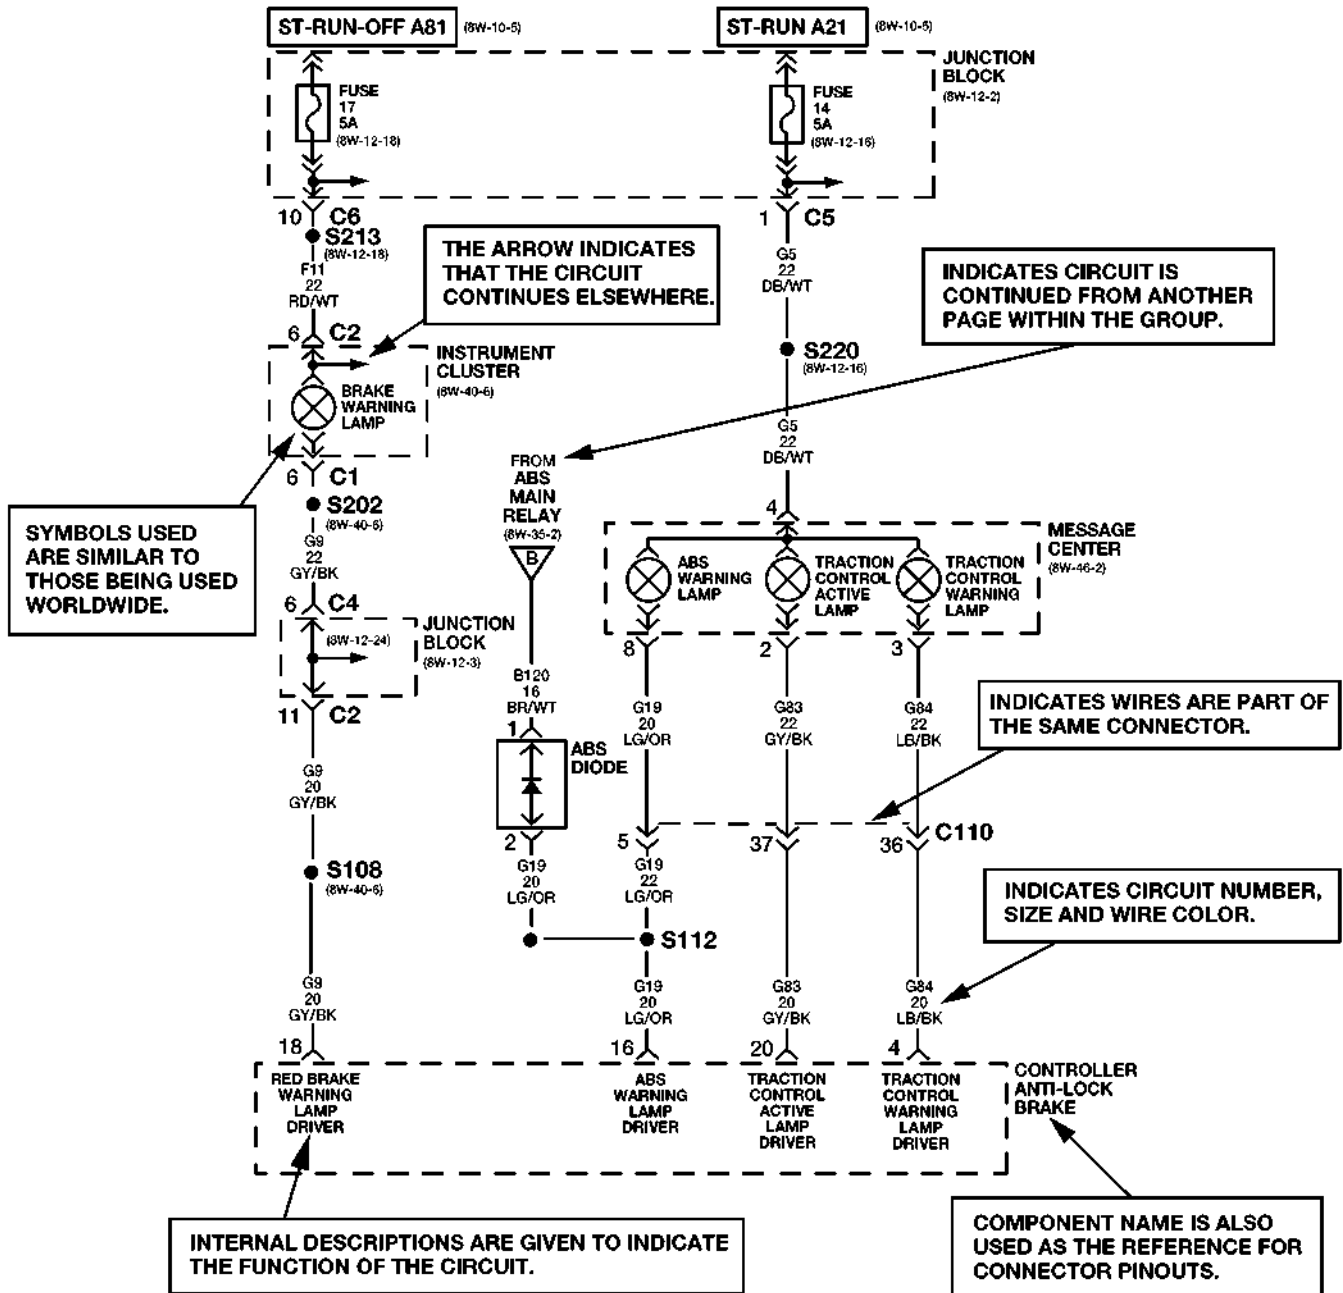 ST-RUN-OFF A81
(8W-10-5)
ST-RUN A21
(8W-10-5)
JUNCTION
BLOCK
(8W-12-2)
FUSE
17
5A
(8W-12-18)
FUSE
14
5A
(8W-12-16)
10
C6
S213
(8W-12-18)
F11
22
RD/WT
6
C2
1
C5
G5
22
DB/WT
THE ARROW INDICATES
THAT THE CIRCUIT
CONTINUES ELSEWHERE.
INDICATES CIRCUIT IS
CONTINUED FROM ANOTHER
PAGE WITHIN THE GROUP.
INSTRUMENT
CLUSTER
(8W-40-6)
BRAKE
WARNING
LAMP
S220
(8W-12-16)
G5
22
DB/WT
6
C1
S202
(8W-40-6)
G9
22
GY/BK
6
C4
SYMBOLS USED
ARE SIMILAR TO
THOSE BEING USED
WORLDWIDE.
FROM
ABS
MAIN
RELAY
(8W-35-2)
B
4
MESSAGE
CENTER
(8W-46-2)
ABS
WARNING
LAMP
TRACTION
CONTROL
ACTIVE
LAMP
TRACTION
CONTROL
WARNING
LAMP
(8W-12-24)
JUNCTION
BLOCK
(8W-12-3)
11
C2
8
2
3
B120
16
BR/WT
1
ABS
DIODE
2
G19
20
LG/OR
G83
22
GY/BK
G84
22
LB/BK
INDICATES WIRES ARE PART OF
THE SAME CONNECTOR.
G9
20
GY/BK
5
37
36
C110
S108
(8W-40-6)
G19
20
LG/OR
G19
22
LG/OR
S112
INDICATES CIRCUIT NUMBER,
SIZE AND WIRE COLOR.
G9
20
GY/BK
G19
20
LG/OR
G83
20
GY/BK
G84
20
LB/BK
18
16
20
4
RED BRAKE
WARNING
LAMP
DRIVER
ABS
WARNING
LAMP
DRIVER
TRACTION
CONTROL
ACTIVE
LAMP
DRIVER
TRACTION
CONTROL
WARNING
LAMP
DRIVER
CONTROLLER
ANTI-LOCK
BRAKE
INTERNAL DESCRIPTIONS ARE GIVEN TO INDICATE
THE FUNCTION OF THE CIRCUIT.
COMPONENT NAME IS ALSO
USED AS THE REFERENCE FOR
CONNECTOR PINOUTS.